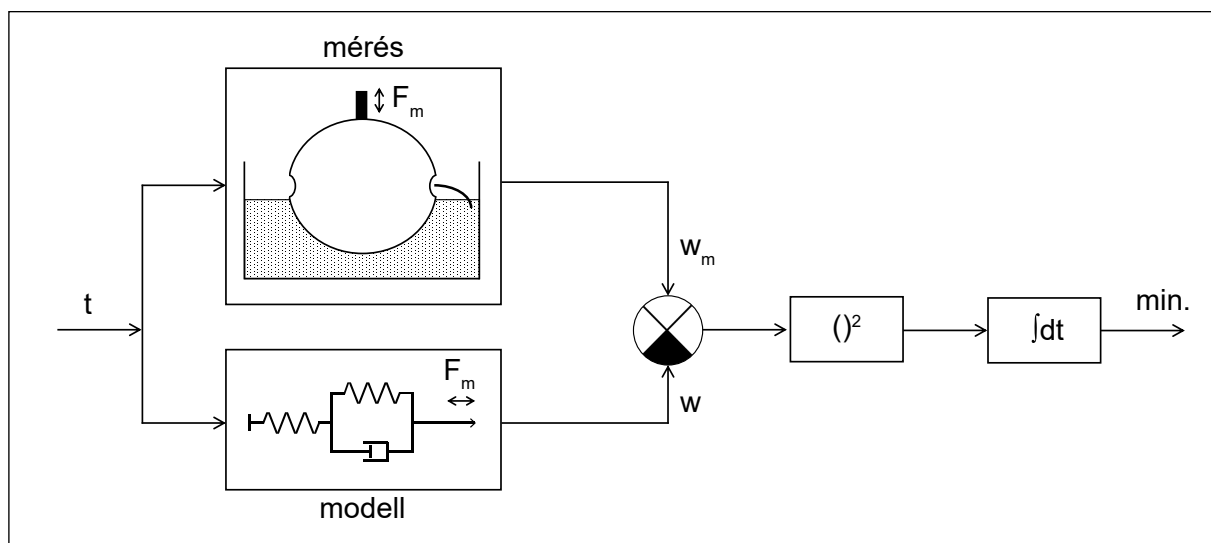 mérés
F_m
w_m
t
()²
∫dt
min.
F_m
w
modell